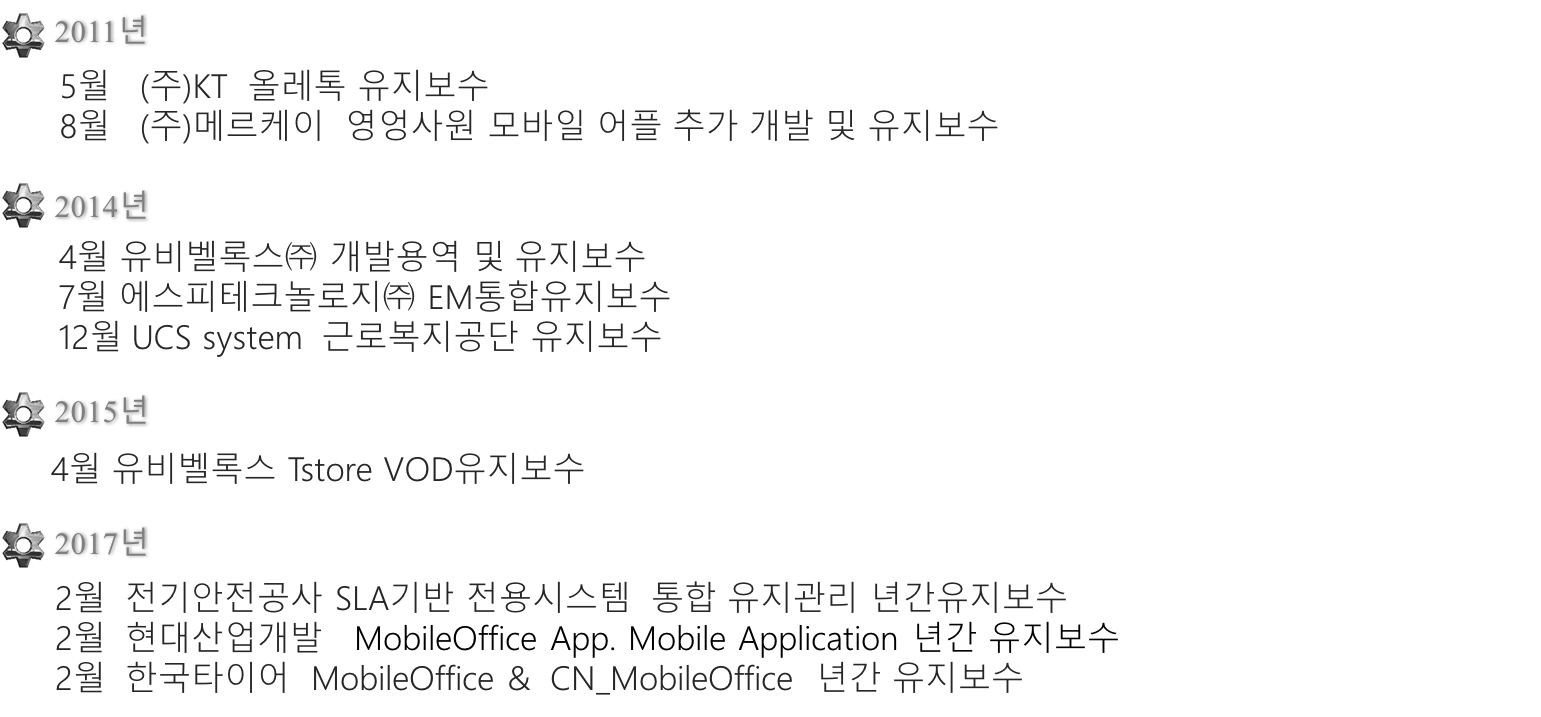 2011년
5월 (주)KT 올레톡 유지보수
8월 (주)메르케이 영엉사원 모바일 어플 추가 개발 및 유지보수
2014년
4월 유비벨록스㈜ 개발용역 및 유지보수
7월 에스피테크놀로지㈜ EM통합유지보수
12월 UCS system 근로복지공단 유지보수
2015년
4월 유비벨록스 Tstore VOD유지보수
2017년
2월 전기안전공사 SLA기반 전용시스템 통합 유지관리 년간유지보수
2월 현대산업개발 MobileOffice App. Mobile Application 년간 유지보수
2월 한국타이어 MobileOffice & CN_MobileOffice 년간 유지보수